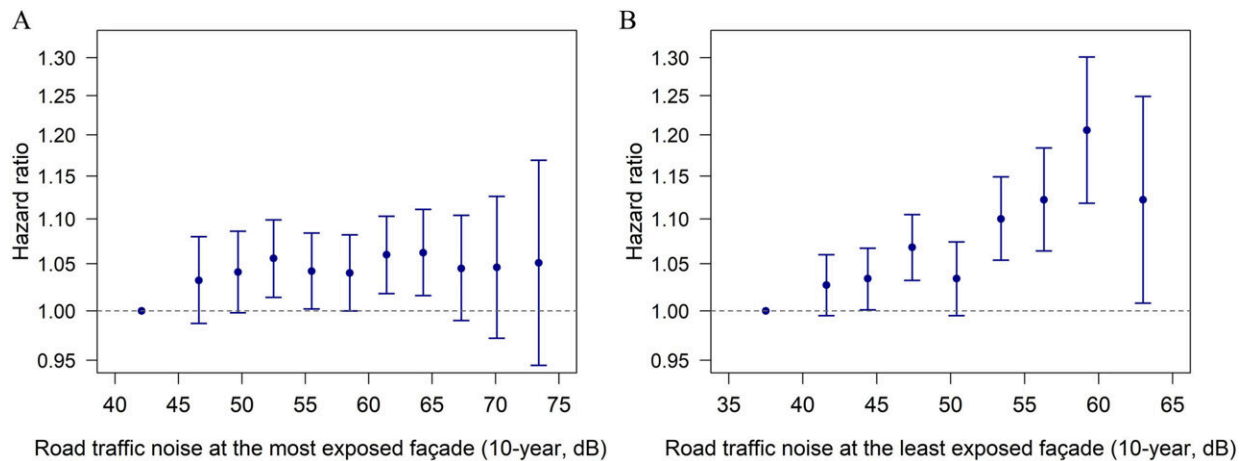 A
Hazard ratio
1.30
1.25
1.20
1.15
1.10
1.05
1.00
0.95
40 45 50 55 60 65 70 75
Road traffic noise at the most exposed façade (10-year, dB)
B
Hazard ratio
1.30
1.25
1.20
1.15
1.10
1.05
1.00
0.95
35 40 45 50 55 60 65
Road traffic noise at the least exposed façade (10-year, dB)